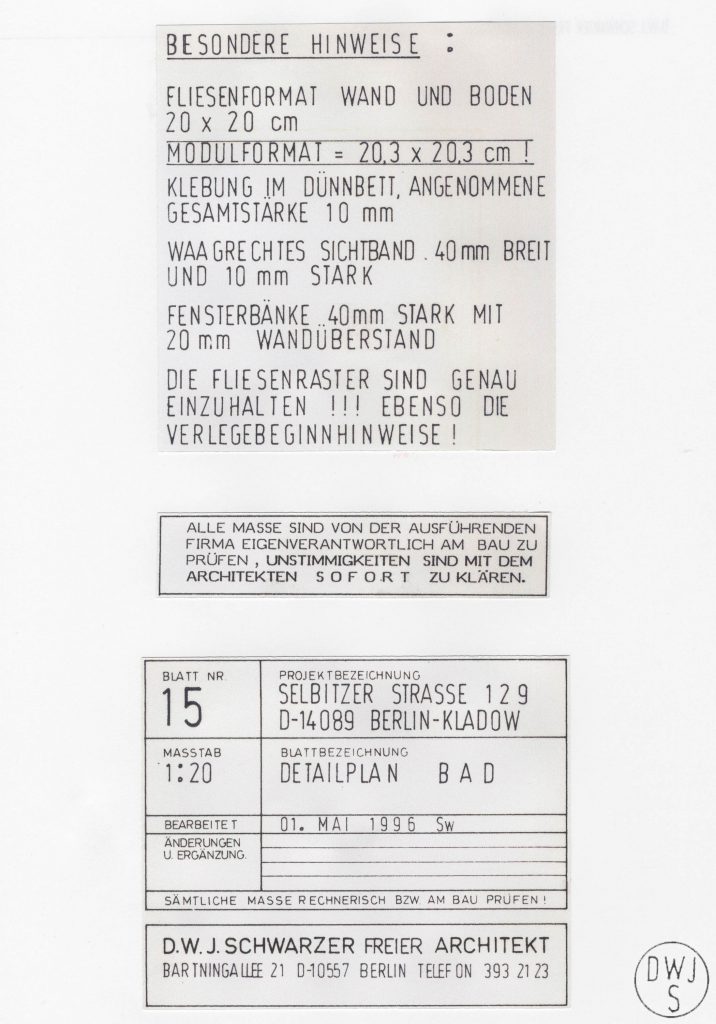 BESONDERE HINWEISE :
FLIESENFORMAT WAND UND BODEN
20 x 20 cm
MODULFORMAT = 20,3 x 20,3 cm !
KLEBUNG IM DÜNNBETT, ANGENOMMENE
GESAMTSTÄRKE 10 mm
WAAGRECHTES SICHTBAND . 40mm BREIT
UND 10 mm STARK
FENSTERBÄNKE .. 40mm STARK MIT
20 mm WANDÜBERSTAND
DIE FLIESENRASTER SIND GENAU
EINZUHALTEN !!! EBENSO DIE
VERLEGEBEGINNHINWEISE !
ALLE MASSE SIND VON DER AUSFÜHRENDEN
FIRMA EIGENVERANTWORTLICH AM BAU ZU
PRÜFEN , UNSTIMMIGKEITEN SIND MIT DEM
ARCHITEKTEN SOFORT ZU KLÄREN.
BLATT NR.
15
PROJEKTBEZEICHNUNG
SELBITZER STRASSE 129
D-14089 BERLIN-KLADOW
MASSTAB
1:20
BLATTBEZEICHNUNG
DETAILPLAN BAD
BEARBEITET
01. MAI 1996 Sw
ÄNDERUNGEN
U. ERGÄNZUNG.
SÄMTLICHE MASSE RECHNERISCH BZW. AM BAU PRÜFEN !
D.W.J. SCHWARZER FREIER ARCHITEKT
BARTNINGALLEE 21 D-10557 BERLIN TELEFON 393 21 23
DWJ
S